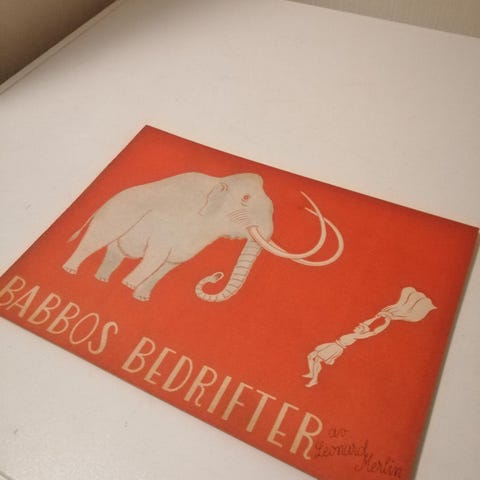 BABBOS BEDRIFTER
av
Leonard
Merlin